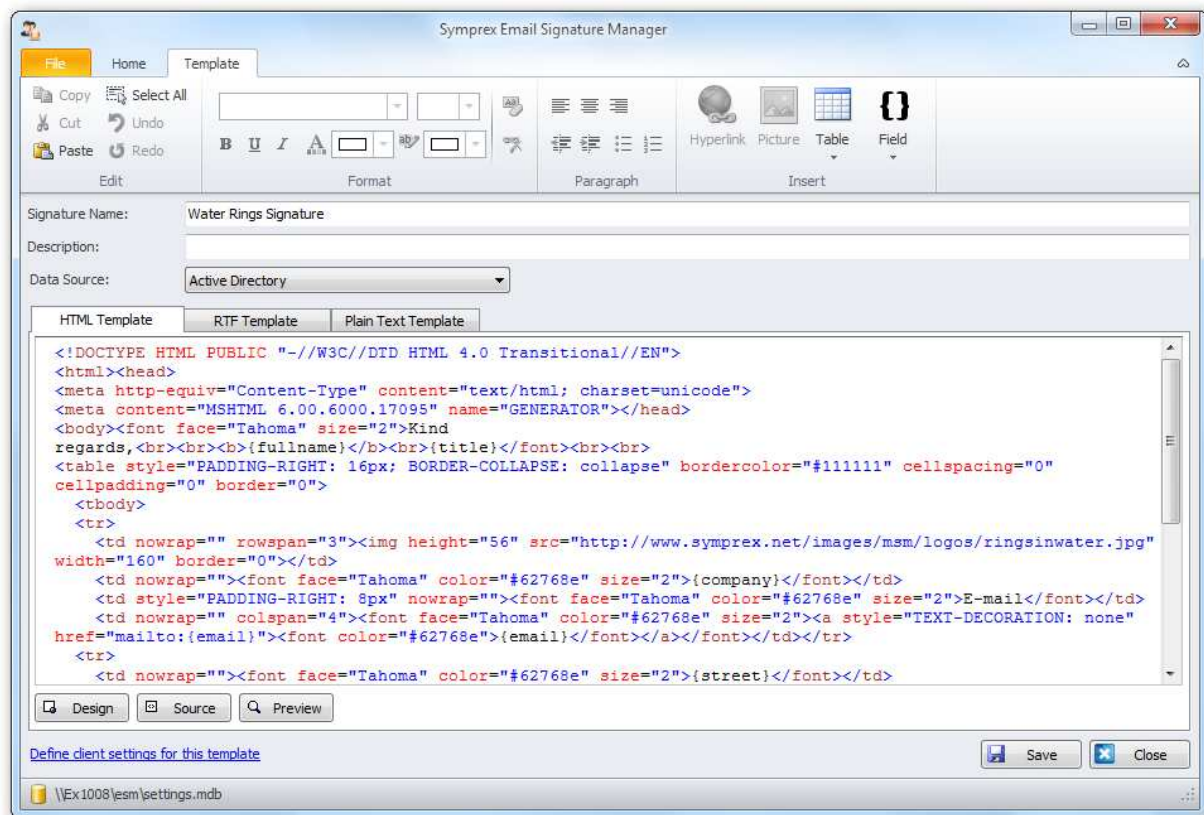 Symprex Email Signature Manager
File Home Template
Copy Select All
Cut Undo
Paste Redo
Edit
B U I A ab
Format
Paragraph
Hyperlink Picture Table Field
Insert
Signature Name: Water Rings Signature
Description:
Data Source: Active Directory
HTML Template RTF Template Plain Text Template
<!DOCTYPE HTML PUBLIC "-//W3C//DTD HTML 4.0 Transitional//EN">
<html><head>
<meta http-equiv="Content-Type" content="text/html; charset=unicode">
<meta content="MSHTML 6.00.6000.17095" name="GENERATOR"></head>
<body><font face="Tahoma" size="2">Kind
regards,<br><br><b>{fullname}</b><br>{title}</font><br><br>
<table style="PADDING-RIGHT: 16px; BORDER-COLLAPSE: collapse" bordercolor="#111111" cellspacing="0"
cellpadding="0" border="0">
<tbody>
<tr>
<td nowrap="" rowspan="3"><img height="56" src="http://www.symprex.net/images/msm/logos/ringsinwater.jpg"
width="160" border="0"></td>
<td nowrap=""><font face="Tahoma" color="#62768e" size="2">{company}</font></td>
<td style="PADDING-RIGHT: 8px" nowrap=""><font face="Tahoma" color="#62768e" size="2">E-mail</font></td>
<td nowrap="" colspan="4"><font face="Tahoma" color="#62768e" size="2"><a style="TEXT-DECORATION: none"
href="mailto:{email}"><font color="#62768e">{email}</font></a></font></td></tr>
<tr>
<td nowrap=""><font face="Tahoma" color="#62768e" size="2">{street}</font></td>
Design Source Preview
Define client settings for this template
Save Close
\\Ex1008\esm\settings.mdb